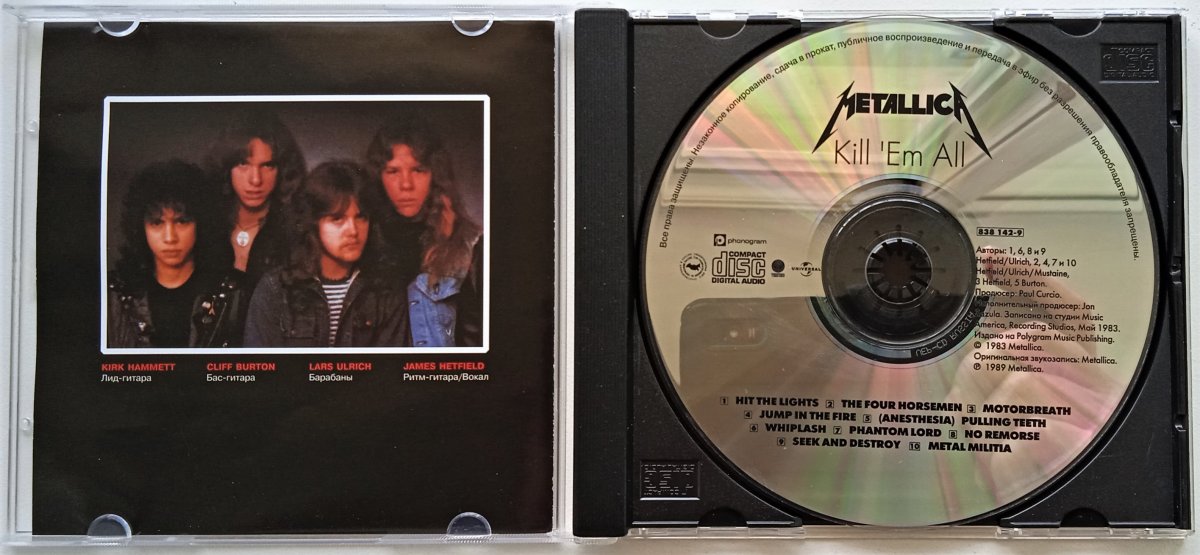 KIRK HAMMETT
Лид-гитара
CLIFF BURTON
Бас-гитара
LARS ULRICH
Барабаны
JAMES HETFIELD
Ритм-гитара/Вокал
Все права защищены. Незаконное копирование, сдача в прокат, публичное воспроизведение и передача в эфир без разрешения правообладателя запрещены.
METALLICA
Kill 'Em All
phonogram
COMPACT
disc
DIGITAL AUDIO
UNIVERSAL
838 142-9
Авторы: 1, 6, 8 и 9
Hetfield/Ulrich, 2, 4, 7 и 10
Hetfield/Ulrich/Mustaine,
3 Hetfield, 5 Burton.
Продюсер: Paul Curcio.
Исполнительный продюсер: Jon
Zazula. Записано на студии Music
America, Recording Studios, Май 1983.
Издано на Polygram Music Publishing.
© 1983 Metallica.
Оригинальная звукозапись: Metallica.
℗ 1989 Metallica.
1 HIT THE LIGHTS 2 THE FOUR HORSEMEN 3 MOTORBREATH
4 JUMP IN THE FIRE 5 (ANESTHESIA) PULLING TEETH
6 WHIPLASH 7 PHANTOM LORD 8 NO REMORSE
9 SEEK AND DESTROY 10 METAL MILITIA
COMPACT
disc
DIGITAL AUDIO